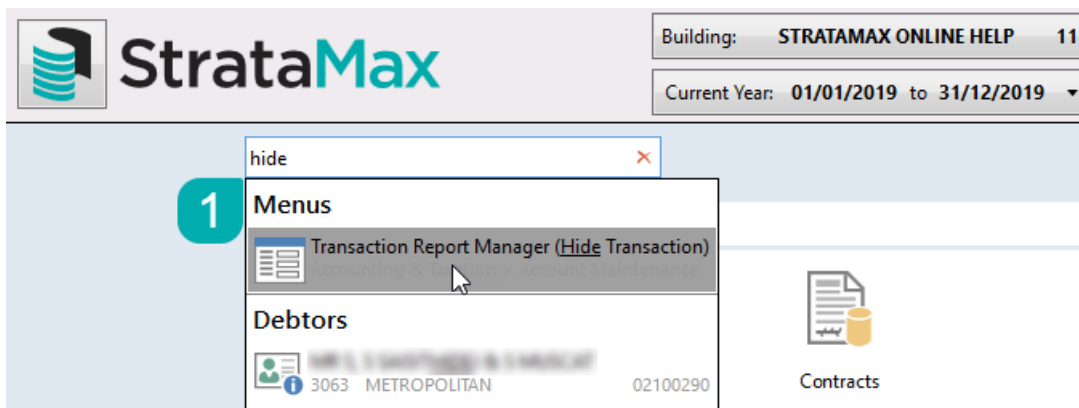 StrataMax
Building: STRATAMAX ONLINE HELP 11
Current Year: 01/01/2019 to 31/12/2019
hide
1
Menus
Transaction Report Manager (Hide Transaction)
Accounting & Taxation > Account Maintenance
Debtors
3063 METROPOLITAN 02100290
Contracts